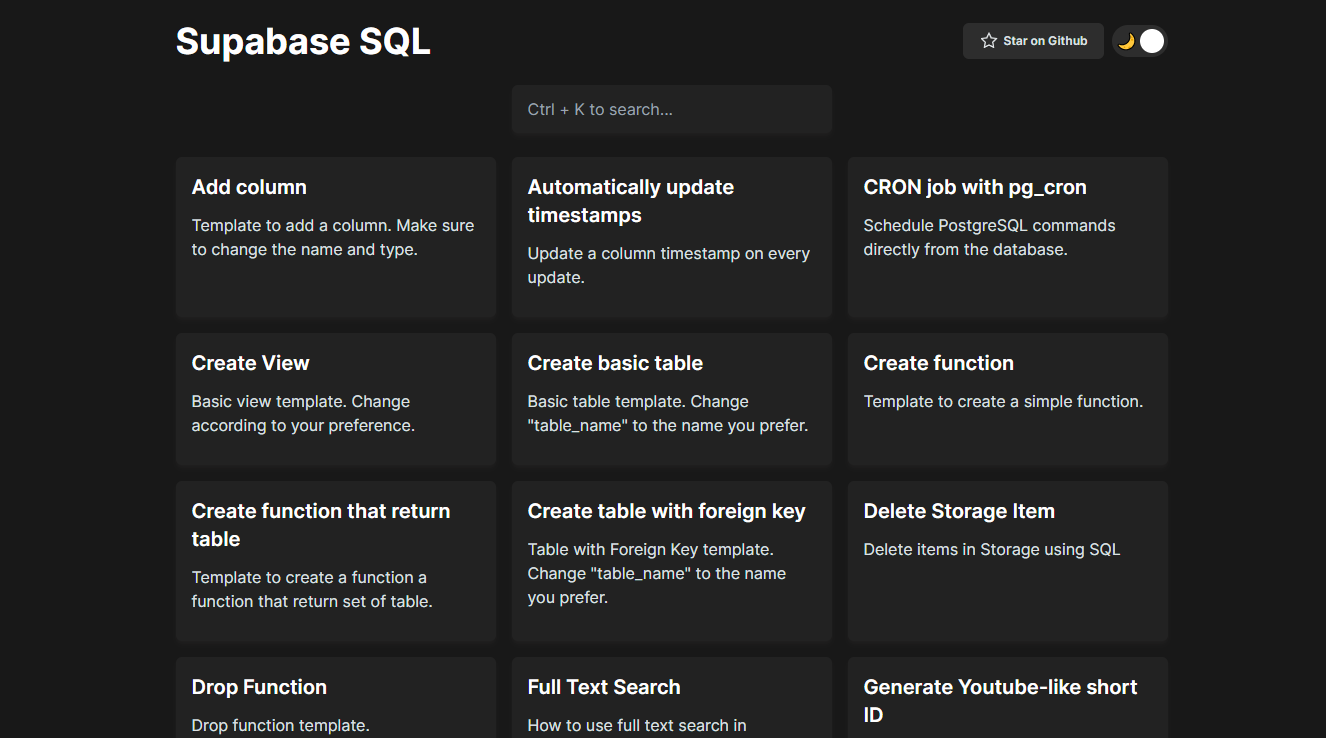 Supabase SQL
Star on Github
Ctrl + K to search...
Add column
Template to add a column. Make sure
to change the name and type.
Automatically update
timestamps
Update a column timestamp on every
update.
CRON job with pg_cron
Schedule PostgreSQL commands
directly from the database.
Create View
Basic view template. Change
according to your preference.
Create basic table
Basic table template. Change
"table_name" to the name you prefer.
Create function
Template to create a simple function.
Create function that return
table
Template to create a function a
function that return set of table.
Create table with foreign key
Table with Foreign Key template.
Change "table_name" to the name
you prefer.
Delete Storage Item
Delete items in Storage using SQL
Drop Function
Drop function template.
Full Text Search
How to use full text search in
Generate Youtube-like short
ID